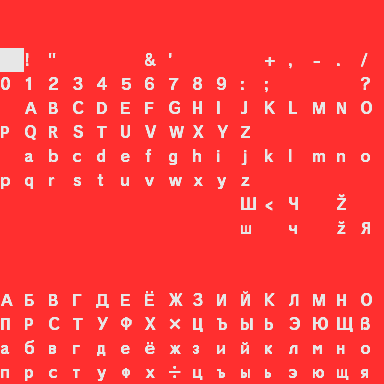 ! " & ' + , - . /
0 1 2 3 4 5 6 7 8 9 : ; ?
A B C D E F G H I J K L M N O
P Q R S T U V W X Y Z
a b c d e f g h i j k l m n o
p q r s t u v w x y z
Ш < Ч Ž
ш ч ž Я
А Б В Г Д Е Ё Ж З И Й К Л М Н О
П Р С Т У Ф Х × Ц Ъ Ы Ь Э Ю Щ ß
а б в г д е ё ж з и й к л м н о
п р с т у ф х ÷ ц ъ ы ь э ю щ я